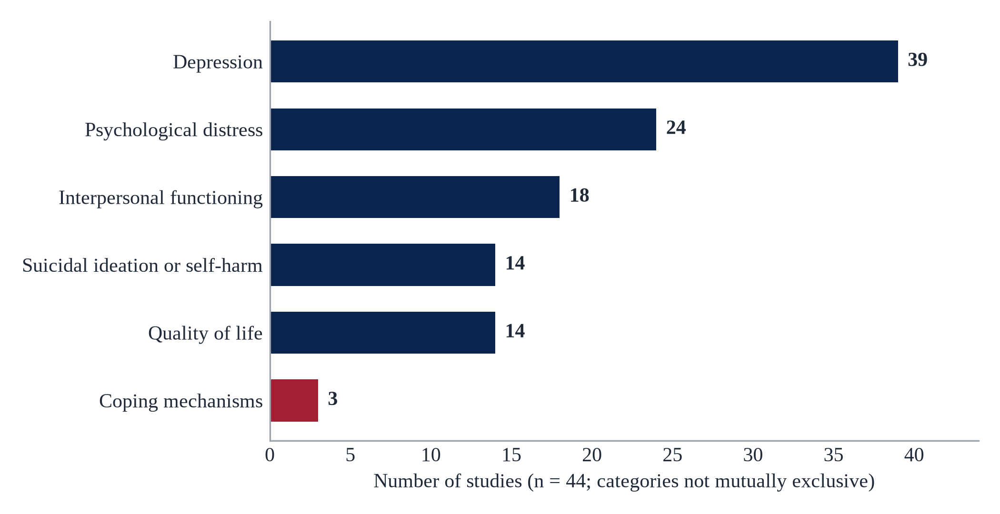 Depression 39
Psychological distress 24
Interpersonal functioning 18
Suicidal ideation or self-harm 14
Quality of life 14
Coping mechanisms 3
0 5 10 15 20 25 30 35 40
Number of studies (n = 44; categories not mutually exclusive)